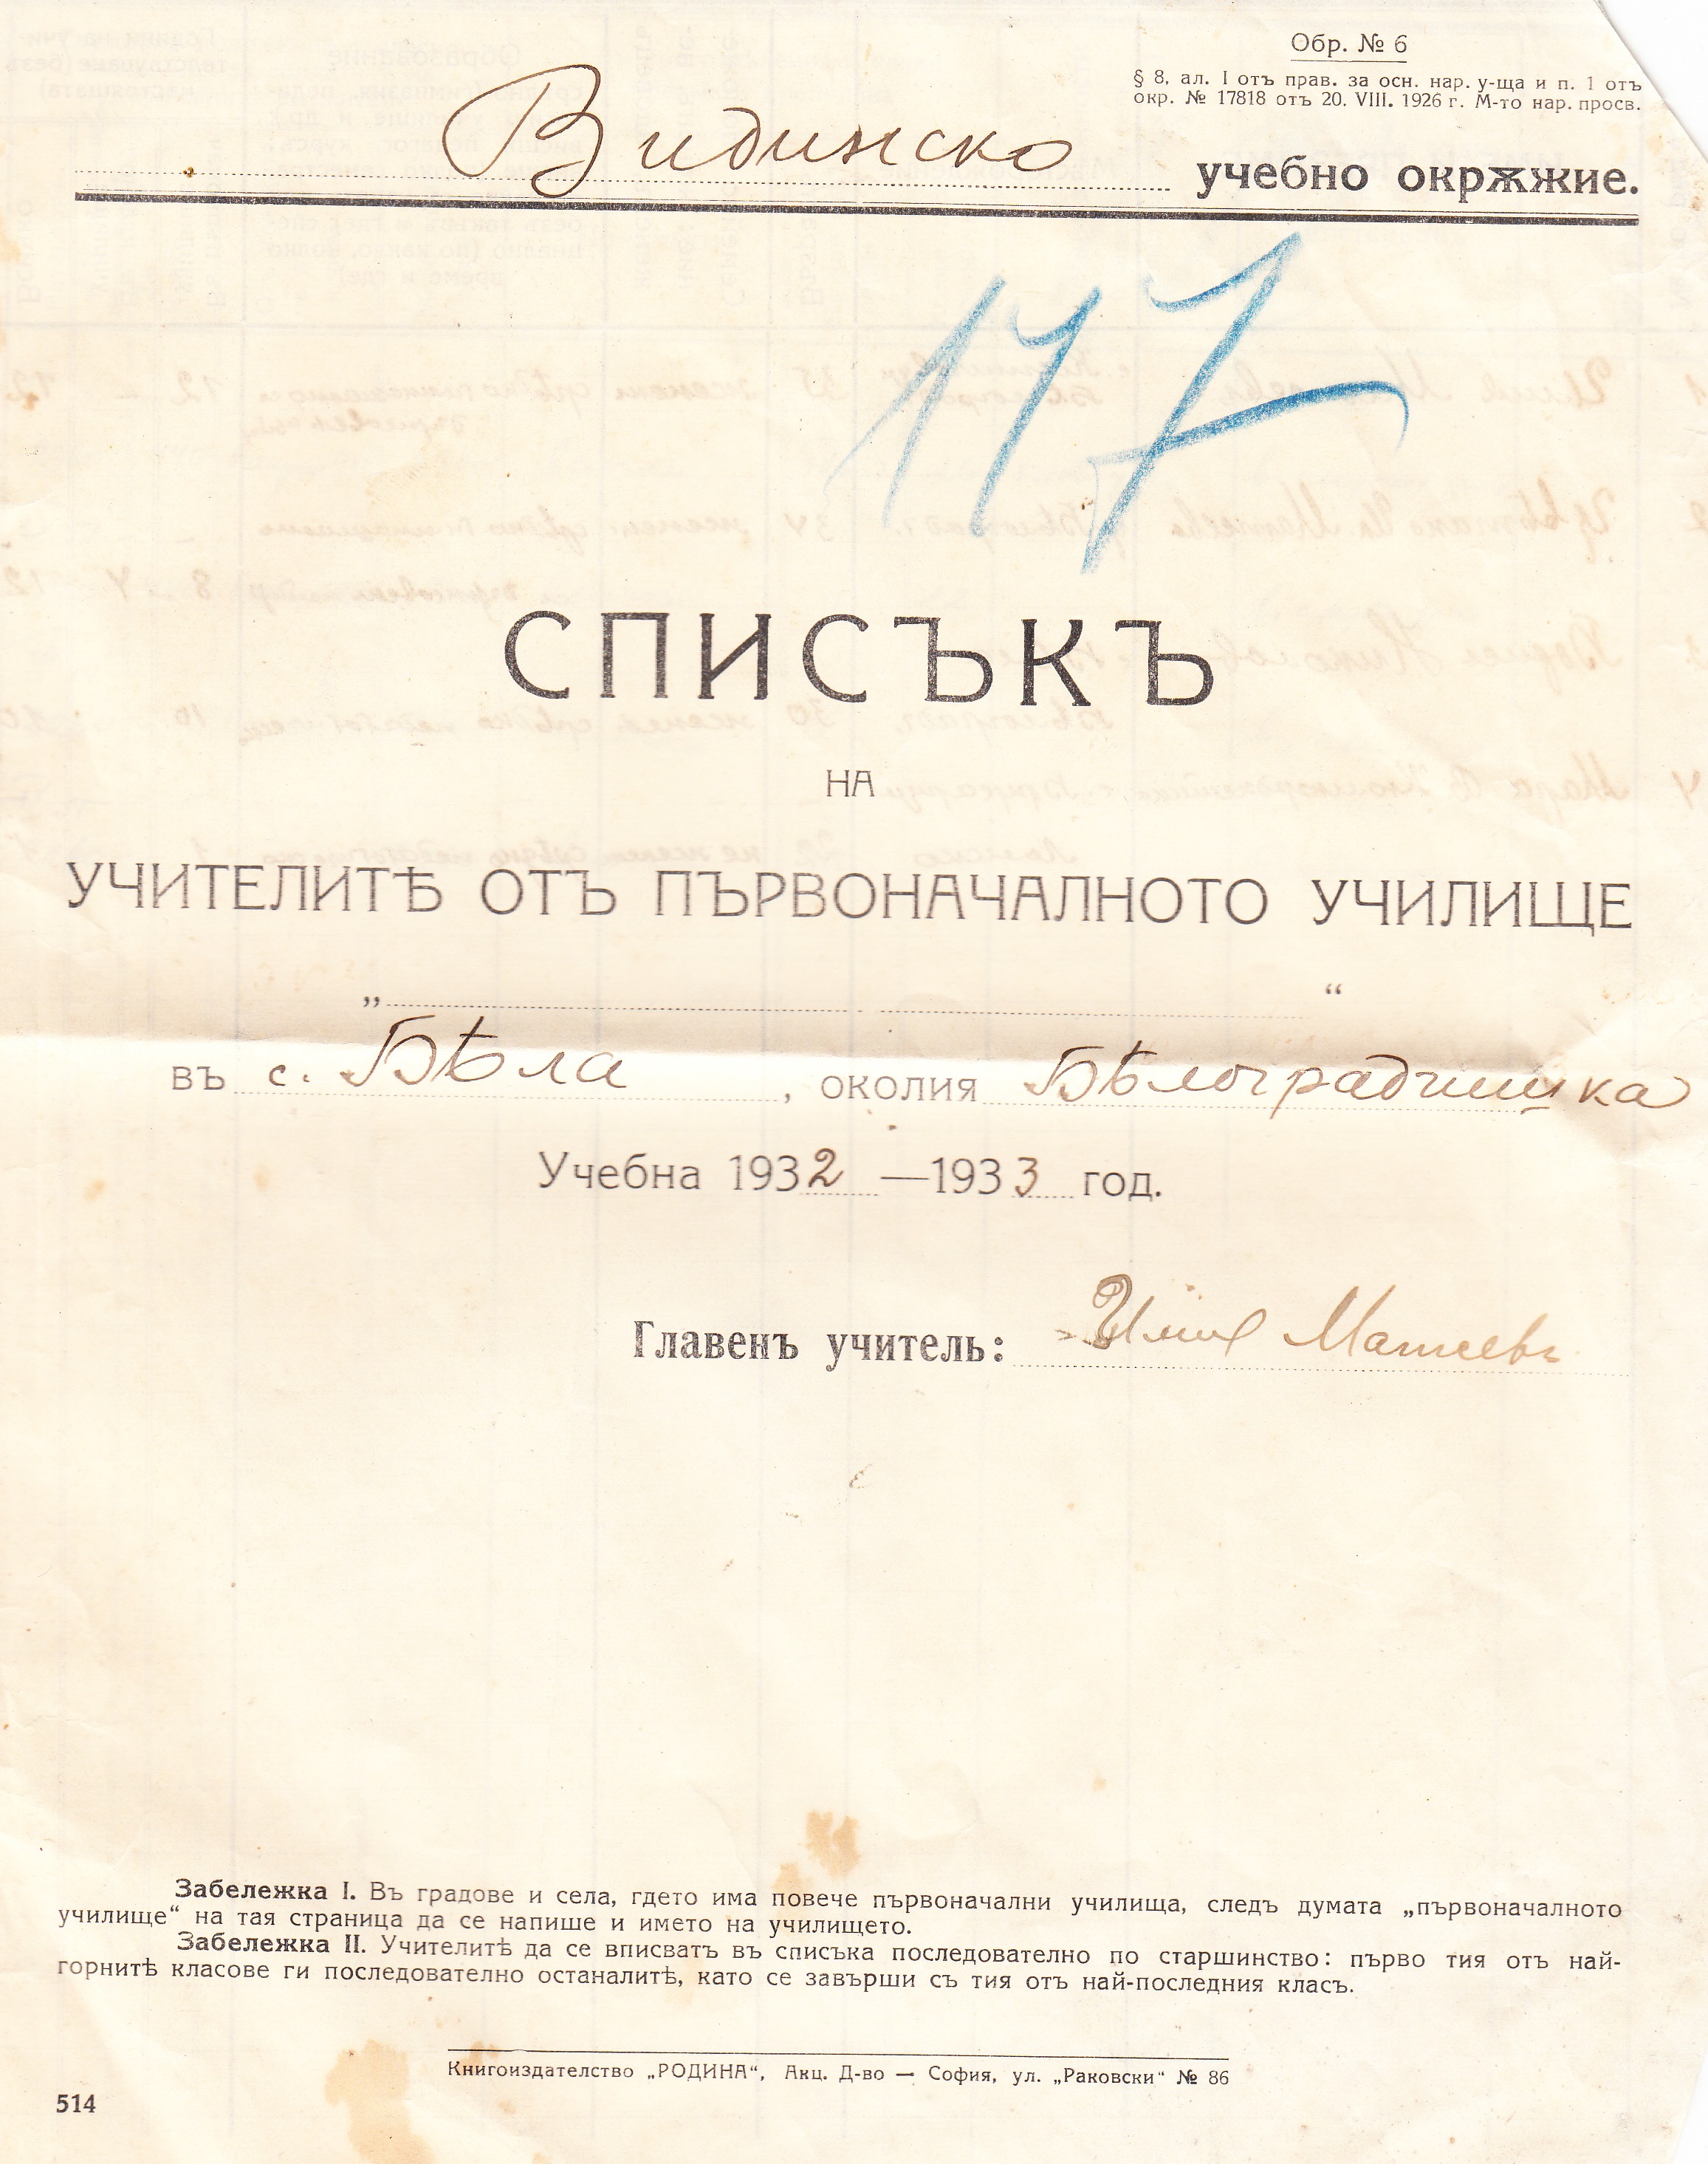 Обр. № 6
§ 8, ал. I отъ прав. за осн. нар. у-ща и п. 1 отъ
окр. № 17818 отъ 20. VIII. 1926 г. М-то нар. просв.
Видинско учебно окрѫжие.
117
СПИСЪКЪ
НА
УЧИТЕЛИТѢ ОТЪ ПЪРВОНАЧАЛНОТО УЧИЛИЩЕ
„ “
въ с. Бѣла, околия Бѣлоградчишка
Учебна 1932 —1933 год.
Главенъ учитель: Илия Матеевъ
Забележка I. Въ градове и села, гдето има повече първоначални училища, следъ думата „първоначалното
училище“ на тая страница да се напише и името на училището.
Забележка II. Учителитѣ да се вписватъ въ списъка последователно по старшинство: първо тия отъ най-
горнитѣ класове ги последователно останалитѣ, като се завърши съ тия отъ най-последния класъ.
Книгоиздателство „РОДИНА“, Акц. Д-во — София, ул. „Раковски“ № 86
514